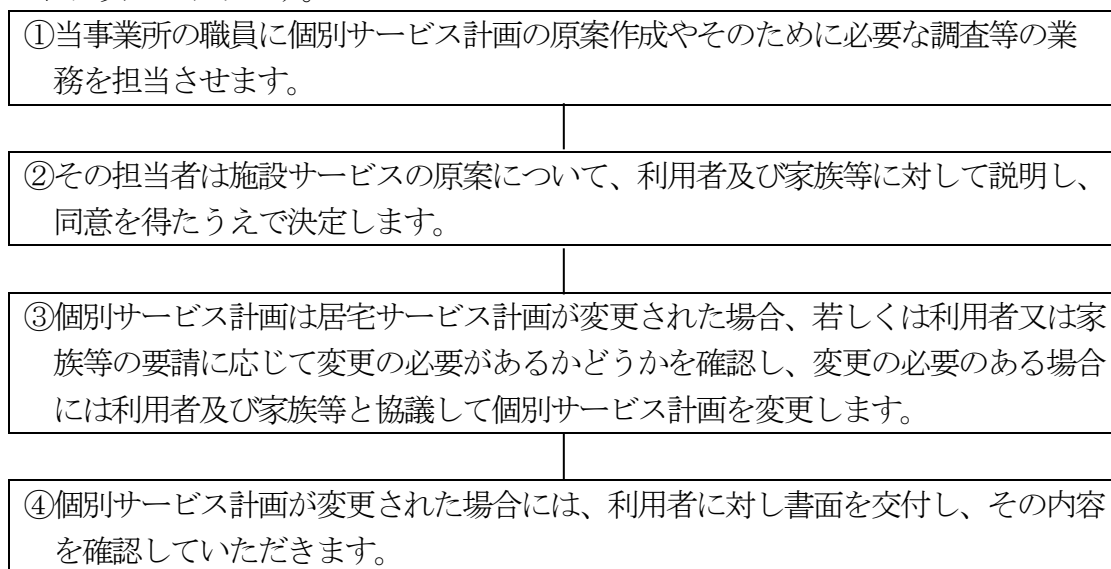 ①当事業所の職員に個別サービス計画の原案作成やそのために必要な調査等の業
務を担当させます。
②その担当者は施設サービスの原案について、利用者及び家族等に対して説明し、
同意を得たうえで決定します。
③個別サービス計画は居宅サービス計画が変更された場合、若しくは利用者又は家
族等の要請に応じて変更の必要があるかどうかを確認し、変更の必要のある場合
には利用者及び家族等と協議して個別サービス計画を変更します。
④個別サービス計画が変更された場合には、利用者に対し書面を交付し、その内容
を確認していただきます。